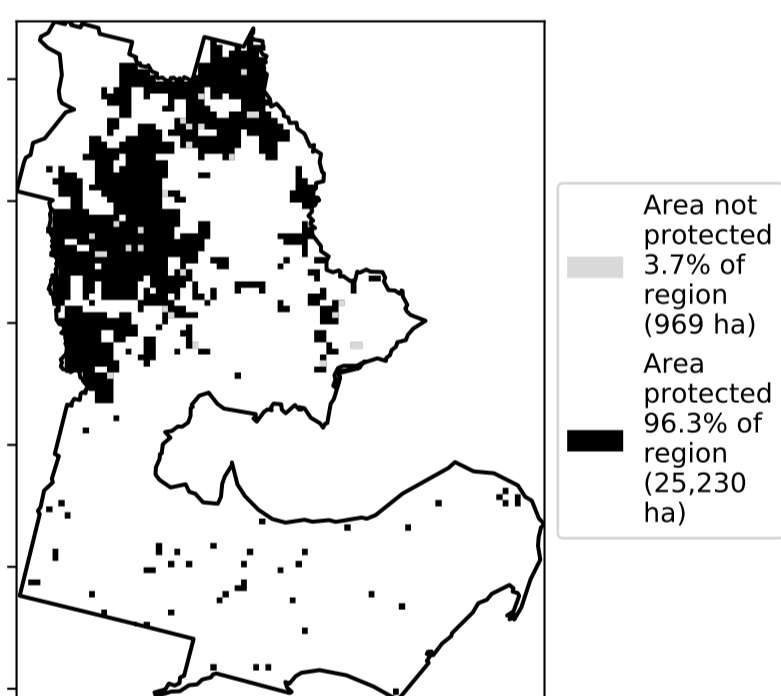 Area not
protected
3.7% of
region
(969 ha)
Area
protected
96.3% of
region
(25,230
ha)